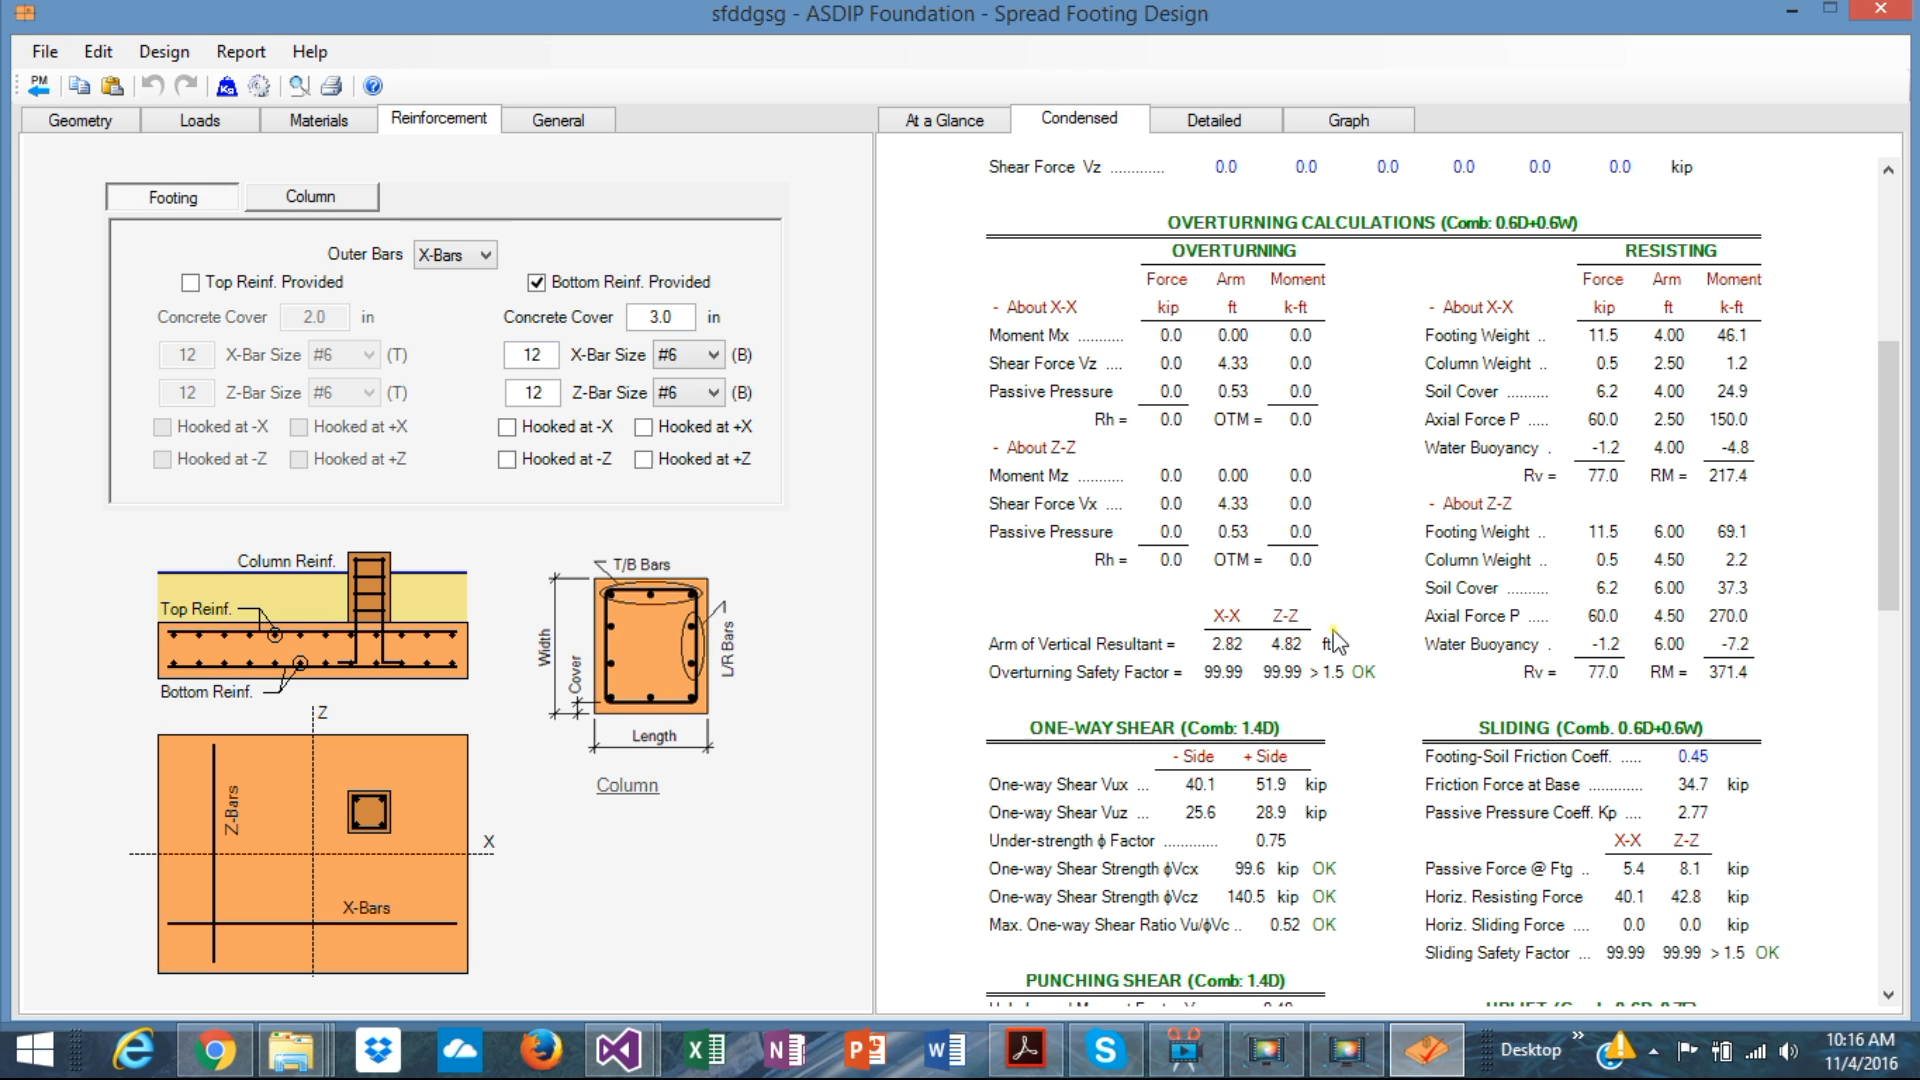 sfddgsg - ASDIP Foundation - Spread Footing Design
File Edit Design Report Help
PM
Kg
Geometry Loads Materials Reinforcement General
At a Glance Condensed Detailed Graph
Footing Column
Outer Bars X-Bars
Top Reinf. Provided
Bottom Reinf. Provided
Concrete Cover 2.0 in
Concrete Cover 3.0 in
12 X-Bar Size #6 (T)
12 X-Bar Size #6 (B)
12 Z-Bar Size #6 (T)
12 Z-Bar Size #6 (B)
Hooked at -X Hooked at +X
Hooked at -X Hooked at +X
Hooked at -Z Hooked at +Z
Hooked at -Z Hooked at +Z
Column Reinf.
Top Reinf.
Bottom Reinf.
Z
Z-Bars
X
X-Bars
T/B Bars
Width
Cover
L/R Bars
Length
Column
Shear Force Vz ............ 0.0 0.0 0.0 0.0 0.0 0.0 kip
OVERTURNING CALCULATIONS (Comb: 0.6D+0.6W)
OVERTURNING
Force Arm Moment
- About X-X kip ft k-ft
Moment Mx ........... 0.0 0.00 0.0
Shear Force Vz .... 0.0 4.33 0.0
Passive Pressure 0.0 0.53 0.0
Rh = 0.0 OTM = 0.0
- About Z-Z
Moment Mz ........... 0.0 0.00 0.0
Shear Force Vx .... 0.0 4.33 0.0
Passive Pressure 0.0 0.53 0.0
Rh = 0.0 OTM = 0.0
X-X Z-Z
Arm of Vertical Resultant = 2.82 4.82 ft
Overturning Safety Factor = 99.99 99.99 > 1.5 OK
RESISTING
Force Arm Moment
- About X-X kip ft k-ft
Footing Weight .. 11.5 4.00 46.1
Column Weight .. 0.5 2.50 1.2
Soil Cover .......... 6.2 4.00 24.9
Axial Force P ..... 60.0 2.50 150.0
Water Buoyancy . -1.2 4.00 -4.8
Rv = 77.0 RM = 217.4
- About Z-Z
Footing Weight .. 11.5 6.00 69.1
Column Weight .. 0.5 4.50 2.2
Soil Cover .......... 6.2 6.00 37.3
Axial Force P ..... 60.0 4.50 270.0
Water Buoyancy . -1.2 6.00 -7.2
Rv = 77.0 RM = 371.4
ONE-WAY SHEAR (Comb: 1.4D)
- Side + Side
One-way Shear Vux ... 40.1 51.9 kip
One-way Shear Vuz ... 25.6 28.9 kip
Under-strength ϕ Factor ............. 0.75
One-way Shear Strength ϕVcx 99.6 kip OK
One-way Shear Strength ϕVcz 140.5 kip OK
Max. One-way Shear Ratio Vu/ϕVc .. 0.52 OK
PUNCHING SHEAR (Comb: 1.4D)
SLIDING (Comb. 0.6D+0.6W)
Footing-Soil Friction Coeff. ..... 0.45
Friction Force at Base ............. 34.7 kip
Passive Pressure Coeff. Kp .... 2.77
X-X Z-Z
Passive Force @ Ftg .. 5.4 8.1 kip
Horiz. Resisting Force 40.1 42.8 kip
Horiz. Sliding Force .... 0.0 0.0 kip
Sliding Safety Factor ... 99.99 99.99 > 1.5 OK
Desktop
10:16 AM
11/4/2016